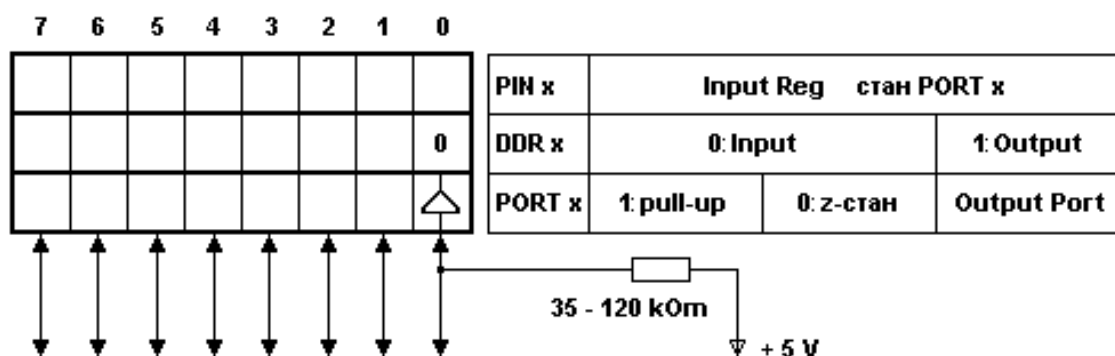 7 6 5 4 3 2 1 0
PIN x Input Reg стан PORT x
0 DDR x 0: Input 1: Output
PORT x 1: pull-up 0: z-стан Output Port
35 - 120 kOm
+ 5 V